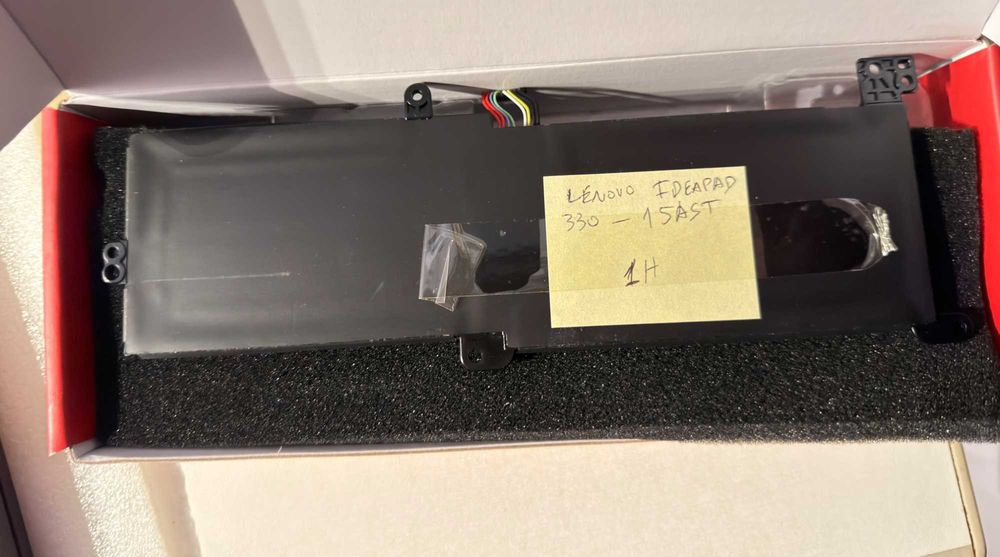 LENOVO IDEAPAD
330 - 15AST
1H